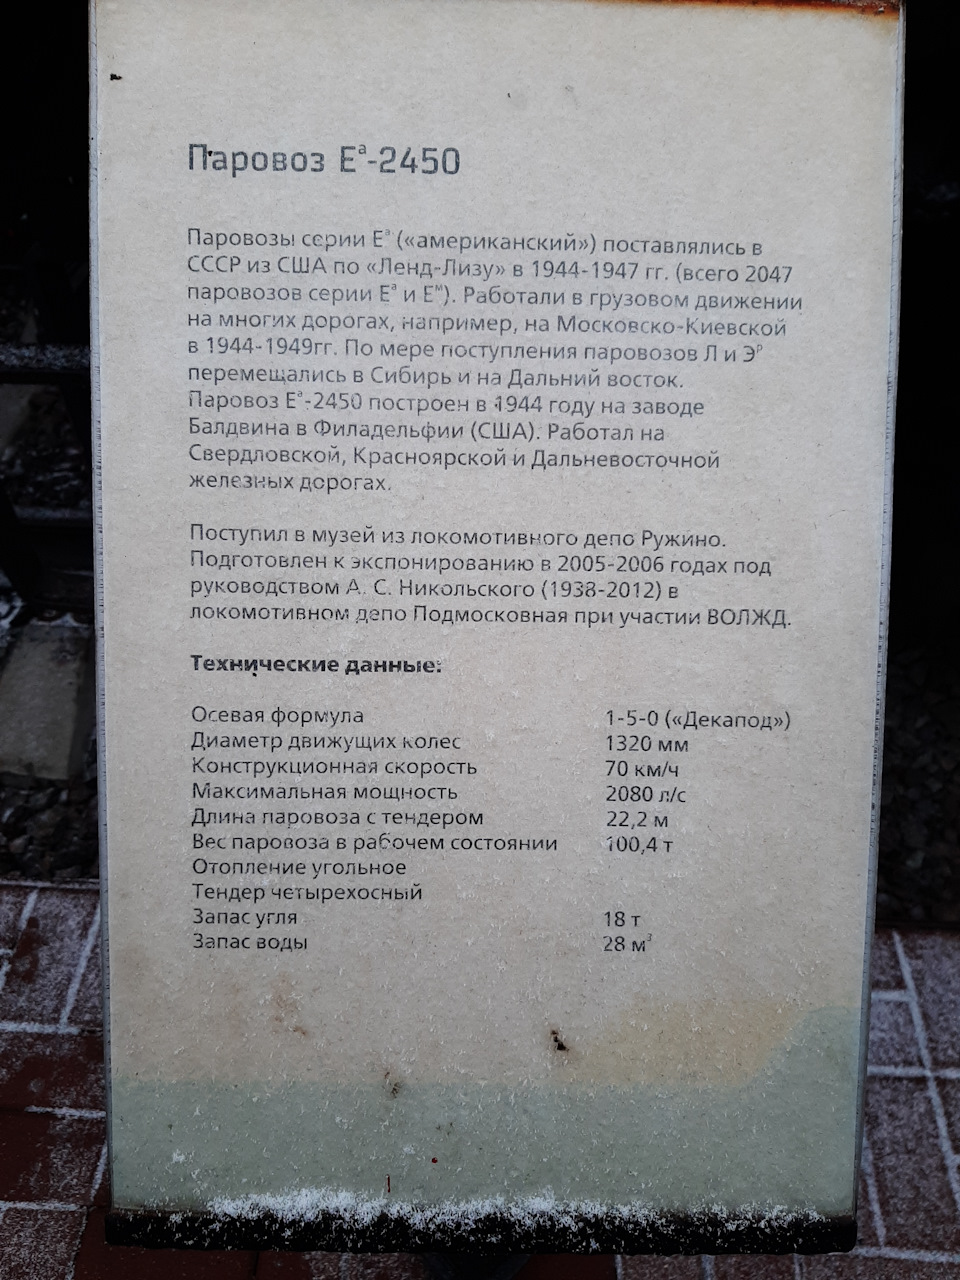 Паровоз Еᵃ-2450
Паровозы серии Еᵃ («американский») поставлялись в
СССР из США по «Ленд-Лизу» в 1944-1947 гг. (всего 2047
паровозов серии Еᵃ и Еᵐ). Работали в грузовом движении
на многих дорогах, например, на Московско-Киевской
в 1944-1949гг. По мере поступления паровозов Л и Эᵖ
перемещались в Сибирь и на Дальний восток.
Паровоз Еᵃ-2450 построен в 1944 году на заводе
Балдвина в Филадельфии (США). Работал на
Свердловской, Красноярской и Дальневосточной
железных дорогах.
Поступил в музей из локомотивного депо Ружино.
Подготовлен к экспонированию в 2005-2006 годах под
руководством А. С. Никольского (1938-2012) в
локомотивном депо Подмосковная при участии ВОЛЖД.
Технические данные:
Осевая формула 1-5-0 («Декапод»)
Диаметр движущих колес 1320 мм
Конструкционная скорость 70 км/ч
Максимальная мощность 2080 л/с
Длина паровоза с тендером 22,2 м
Вес паровоза в рабочем состоянии 100,4 т
Отопление угольное
Тендер четырехосный
Запас угля 18 т
Запас воды 28 м³